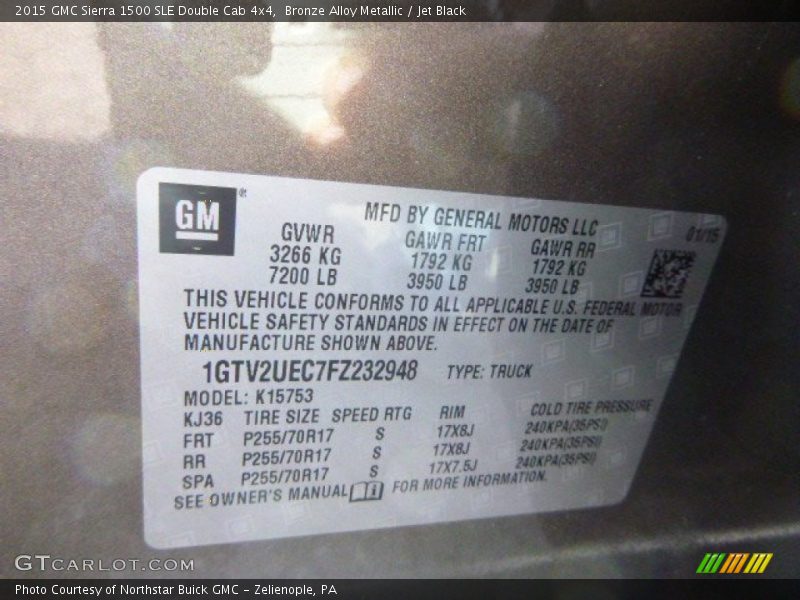 2015 GMC Sierra 1500 SLE Double Cab 4x4, Bronze Alloy Metallic / Jet Black
GM®
MFD BY GENERAL MOTORS LLC 01/15
GVWR GAWR FRT GAWR RR
3266 KG 1792 KG 1792 KG
7200 LB 3950 LB 3950 LB
THIS VEHICLE CONFORMS TO ALL APPLICABLE U.S. FEDERAL MOTOR
VEHICLE SAFETY STANDARDS IN EFFECT ON THE DATE OF
MANUFACTURE SHOWN ABOVE.
1GTV2UEC7FZ232948 TYPE: TRUCK
MODEL: K15753
KJ36 TIRE SIZE SPEED RTG RIM COLD TIRE PRESSURE
FRT P255/70R17 S 17X8J 240KPA(35PSI)
RR P255/70R17 S 17X8J 240KPA(35PSI)
SPA P255/70R17 S 17X7.5J 240KPA(35PSI)
SEE OWNER'S MANUAL FOR MORE INFORMATION.
GTCARLOT.COM
Photo Courtesy of Northstar Buick GMC - Zelienople, PA